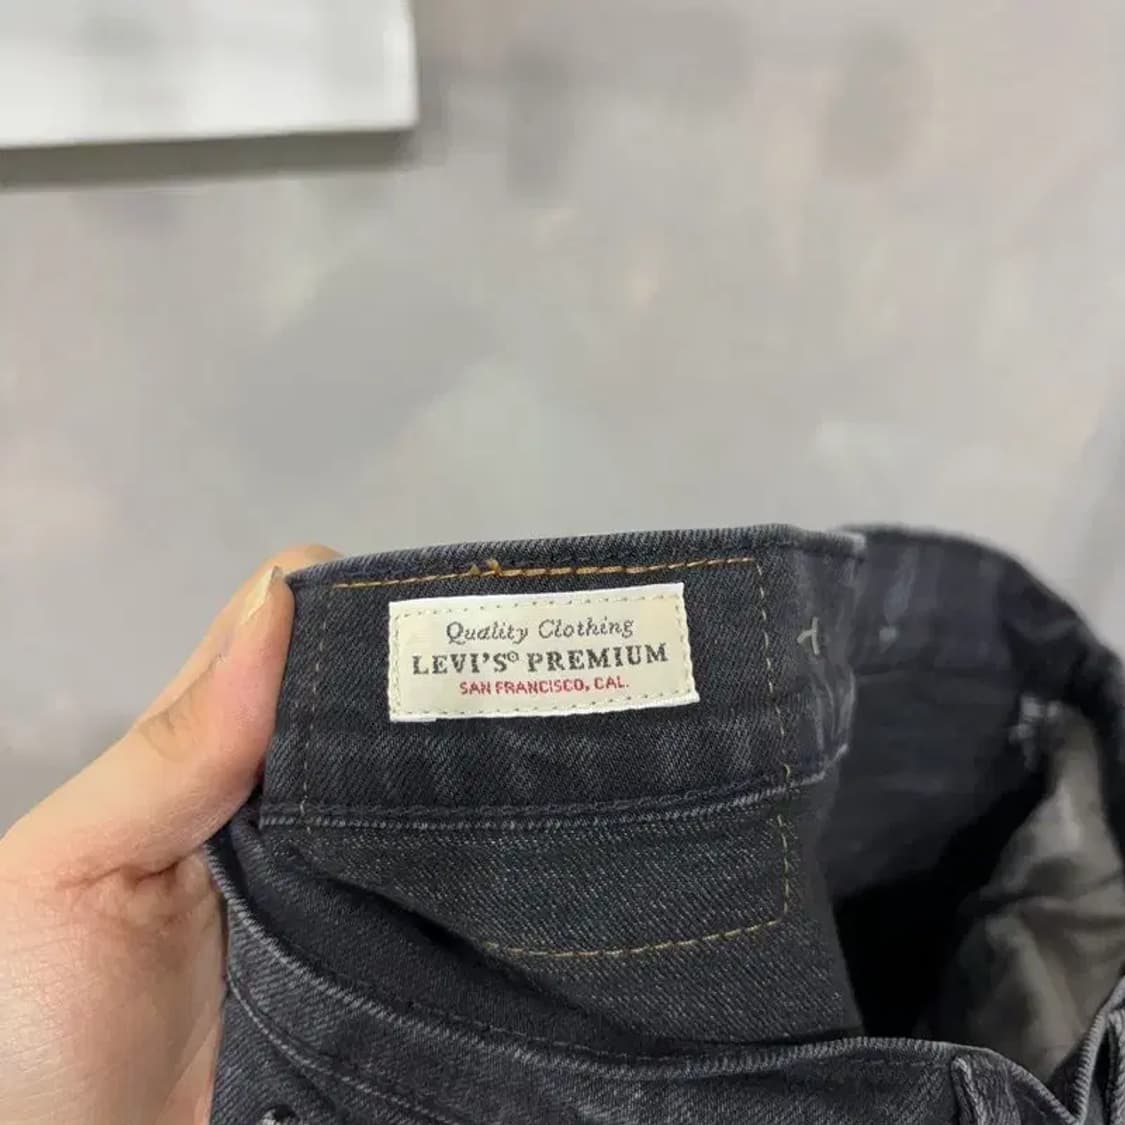 Quality Clothing
LEVI'S® PREMIUM
SAN FRANCISCO, CAL.